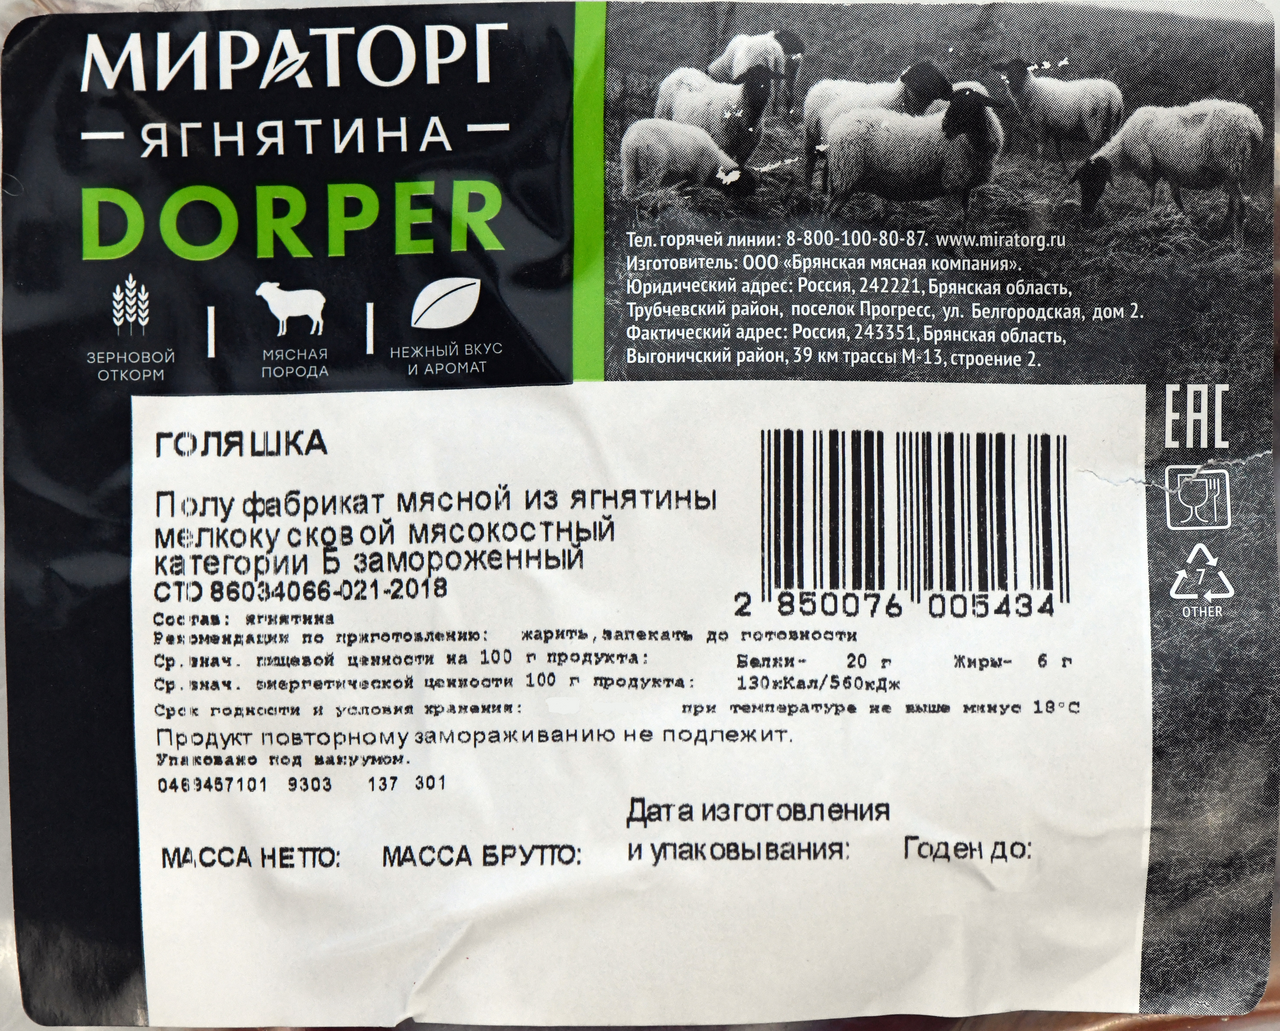 МИРАТОРГ
ЯГНЯТИНА
DORPER
ЗЕРНОВОЙ
ОТКОРМ
МЯСНАЯ
ПОРОДА
НЕЖНЫЙ ВКУС
И АРОМАТ
Тел. горячей линии: 8-800-100-80-87. www.miratorg.ru
Изготовитель: ООО «Брянская мясная компания».
Юридический адрес: Россия, 242221, Брянская область,
Трубчевский район, поселок Прогресс, ул. Белгородская, дом 2.
Фактический адрес: Россия, 243351, Брянская область,
Выгоничский район, 39 км трассы М-13, строение 2.
ЕАС
7
OTHER
ГОЛЯШКА
Полуфабрикат мясной из ягнятины
мелкокусковой мясокостный
категории Б замороженный
СТО 86034066-021-2018
2 850076 005434
Состав: ягнятина
Рекомендации по приготовлению: жарить, запекать до готовности
Ср. знач. пищевой ценности на 100 г продукта: Белки- 20 г Жиры- 6 г
Ср. знач. энергетической ценности 100 г продукта: 130кКал/560кДж
Срок годности и условия хранения: при температуре не выше минус 18°С
Продукт повторному замораживанию не подлежит.
Упаковано под вакуумом.
0469457101 9303 137 301
МАССА НЕТТО: МАССА БРУТТО: Дата изготовления
и упаковывания: Годен до: